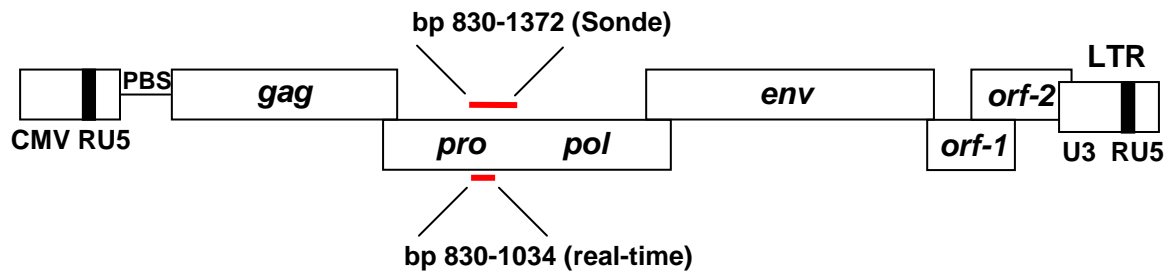 bp 830-1372 (Sonde)
LTR
PBS
gag
env
orf-2
CMV RU5
pro pol
orf-1
U3 RU5
bp 830-1034 (real-time)